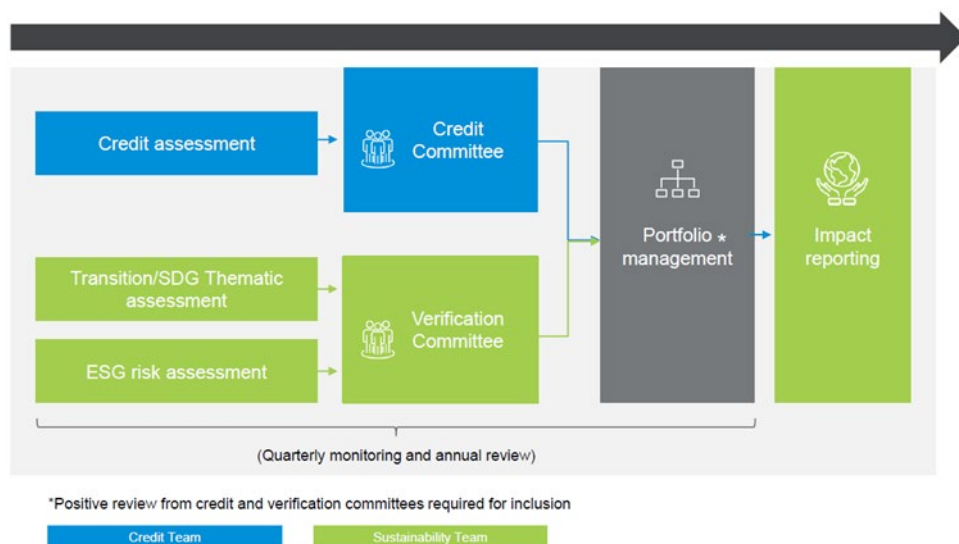 Credit assessment
Credit
Committee
Transition/SDG Thematic
assessment
ESG risk assessment
Verification
Committee
Portfolio *
management
Impact
reporting
(Quarterly monitoring and annual review)
*Positive review from credit and verification committees required for inclusion
Credit Team
Sustainability Team